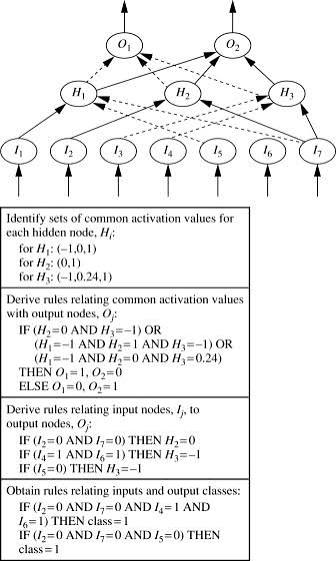 O1 O2
H1 H2 H3
I1 I2 I3 I4 I5 I6 I7
Identify sets of common activation values for
each hidden node, Hi:
for H1: (–1,0,1)
for H2: (0,1)
for H3: (–1,0.24,1)
Derive rules relating common activation values
with output nodes, Oj:
IF (H2=0 AND H3=–1) OR
(H1=–1 AND H2=1 AND H3=–1) OR
(H1=–1 AND H2=0 AND H3=0.24)
THEN O1=1, O2=0
ELSE O1=0, O2=1
Derive rules relating input nodes, Ij, to
output nodes, Oj:
IF (I2=0 AND I7=0) THEN H2=0
IF (I4=1 AND I6=1) THEN H3=–1
IF (I5=0) THEN H3=–1
Obtain rules relating inputs and output classes:
IF (I2=0 AND I7=0 AND I4=1 AND
I6=1) THEN class=1
IF (I2=0 AND I7=0 AND I5=0) THEN
class=1